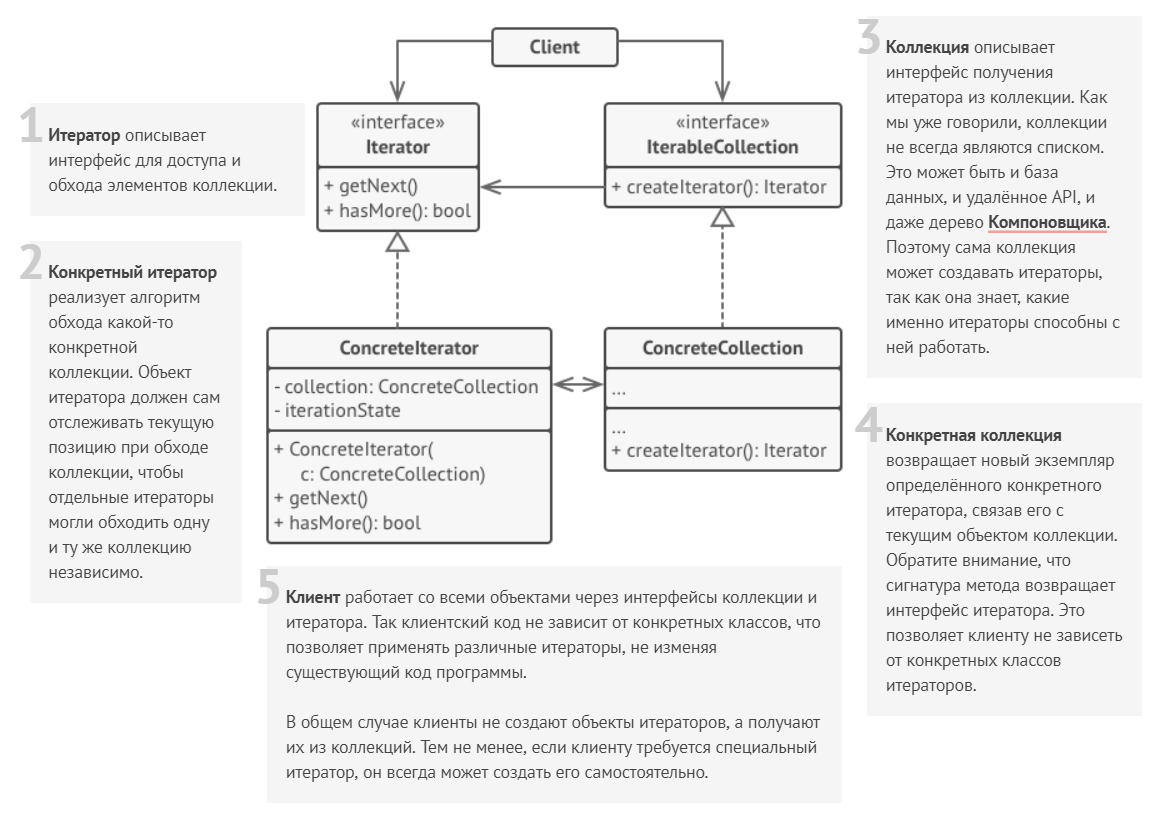 Client
«interface»
Iterator
+ getNext()
+ hasMore(): bool
«interface»
IterableCollection
+ createIterator(): Iterator
ConcreteIterator
- collection: ConcreteCollection
- iterationState
+ ConcreteIterator(
c: ConcreteCollection)
+ getNext()
+ hasMore(): bool
ConcreteCollection
...
...
+ createIterator(): Iterator
1
Итератор описывает
интерфейс для доступа и
обхода элементов коллекции.
2
Конкретный итератор
реализует алгоритм
обхода какой-то
конкретной
коллекции. Объект
итератора должен сам
отслеживать текущую
позицию при обходе
коллекции, чтобы
отдельные итераторы
могли обходить одну
и ту же коллекцию
независимо.
3
Коллекция описывает
интерфейс получения
итератора из коллекции. Как
мы уже говорили, коллекции
не всегда являются списком.
Это может быть и база
данных, и удалённое API, и
даже дерево Компоновщика.
Поэтому сама коллекция
может создавать итераторы,
так как она знает, какие
именно итераторы способны с
ней работать.
4
Конкретная коллекция
возвращает новый экземпляр
определённого конкретного
итератора, связав его с
текущим объектом коллекции.
Обратите внимание, что
сигнатура метода возвращает
интерфейс итератора. Это
позволяет клиенту не зависеть
от конкретных классов
итераторов.
5
Клиент работает со всеми объектами через интерфейсы коллекции и
итератора. Так клиентский код не зависит от конкретных классов, что
позволяет применять различные итераторы, не изменяя
существующий код программы.
В общем случае клиенты не создают объекты итераторов, а получают
их из коллекций. Тем не менее, если клиенту требуется специальный
итератор, он всегда может создать его самостоятельно.